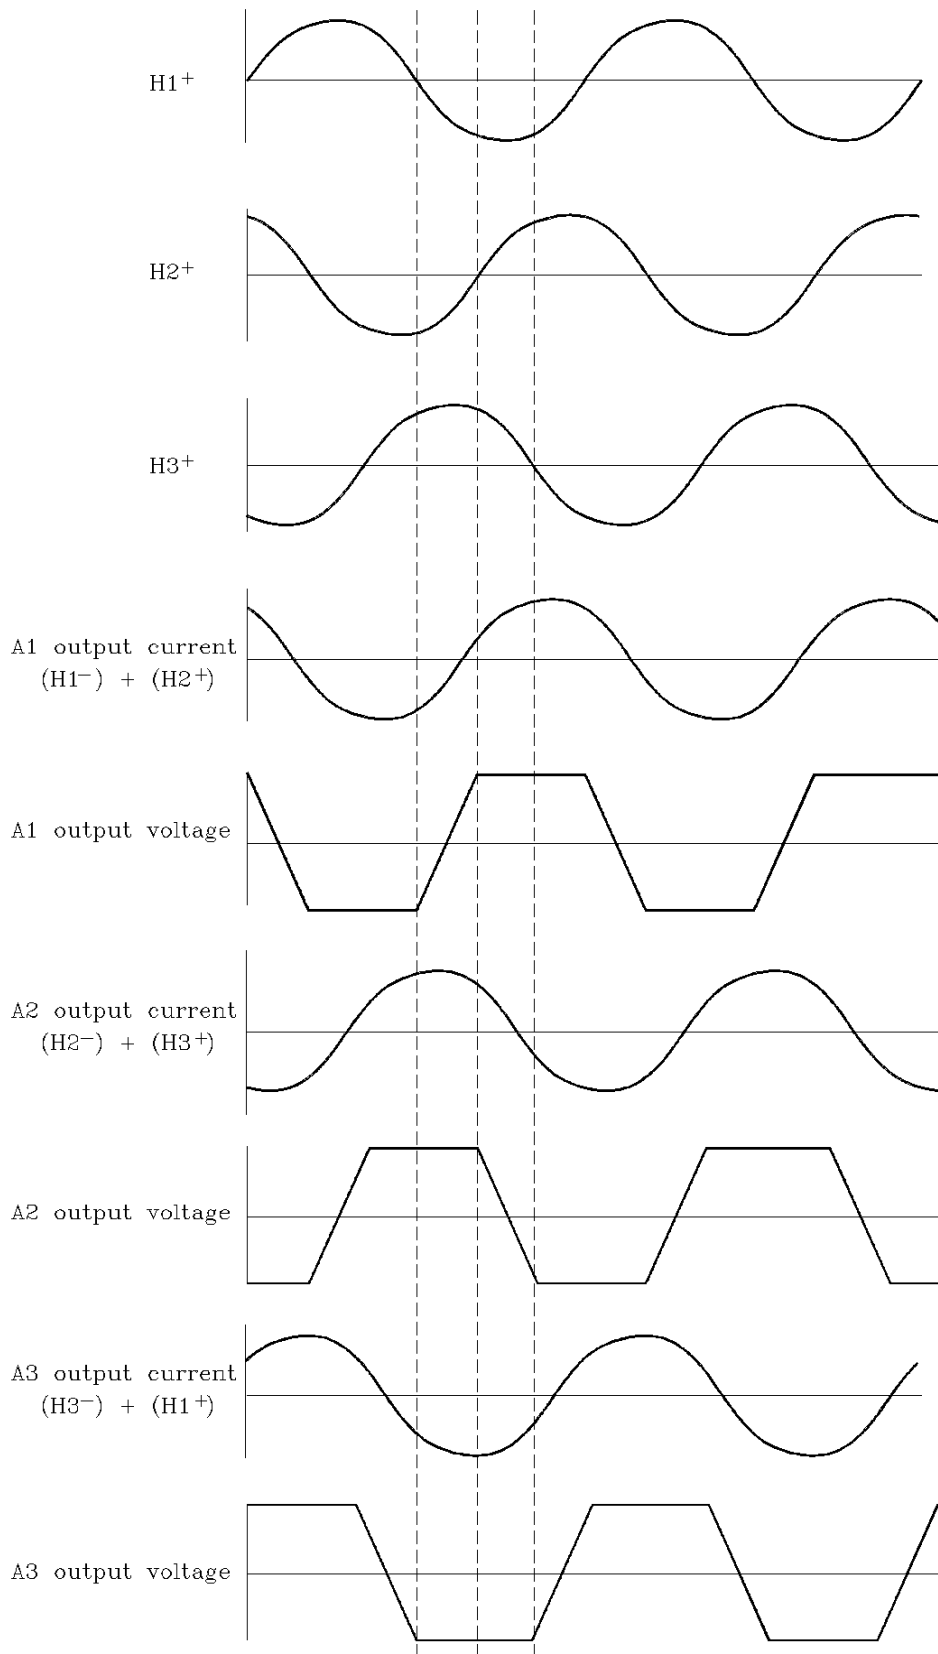 H1⁺
H2⁺
H3⁺
A1 output current
(H1⁻) + (H2⁺)
A1 output voltage
A2 output current
(H2⁻) + (H3⁺)
A2 output voltage
A3 output current
(H3⁻) + (H1⁺)
A3 output voltage